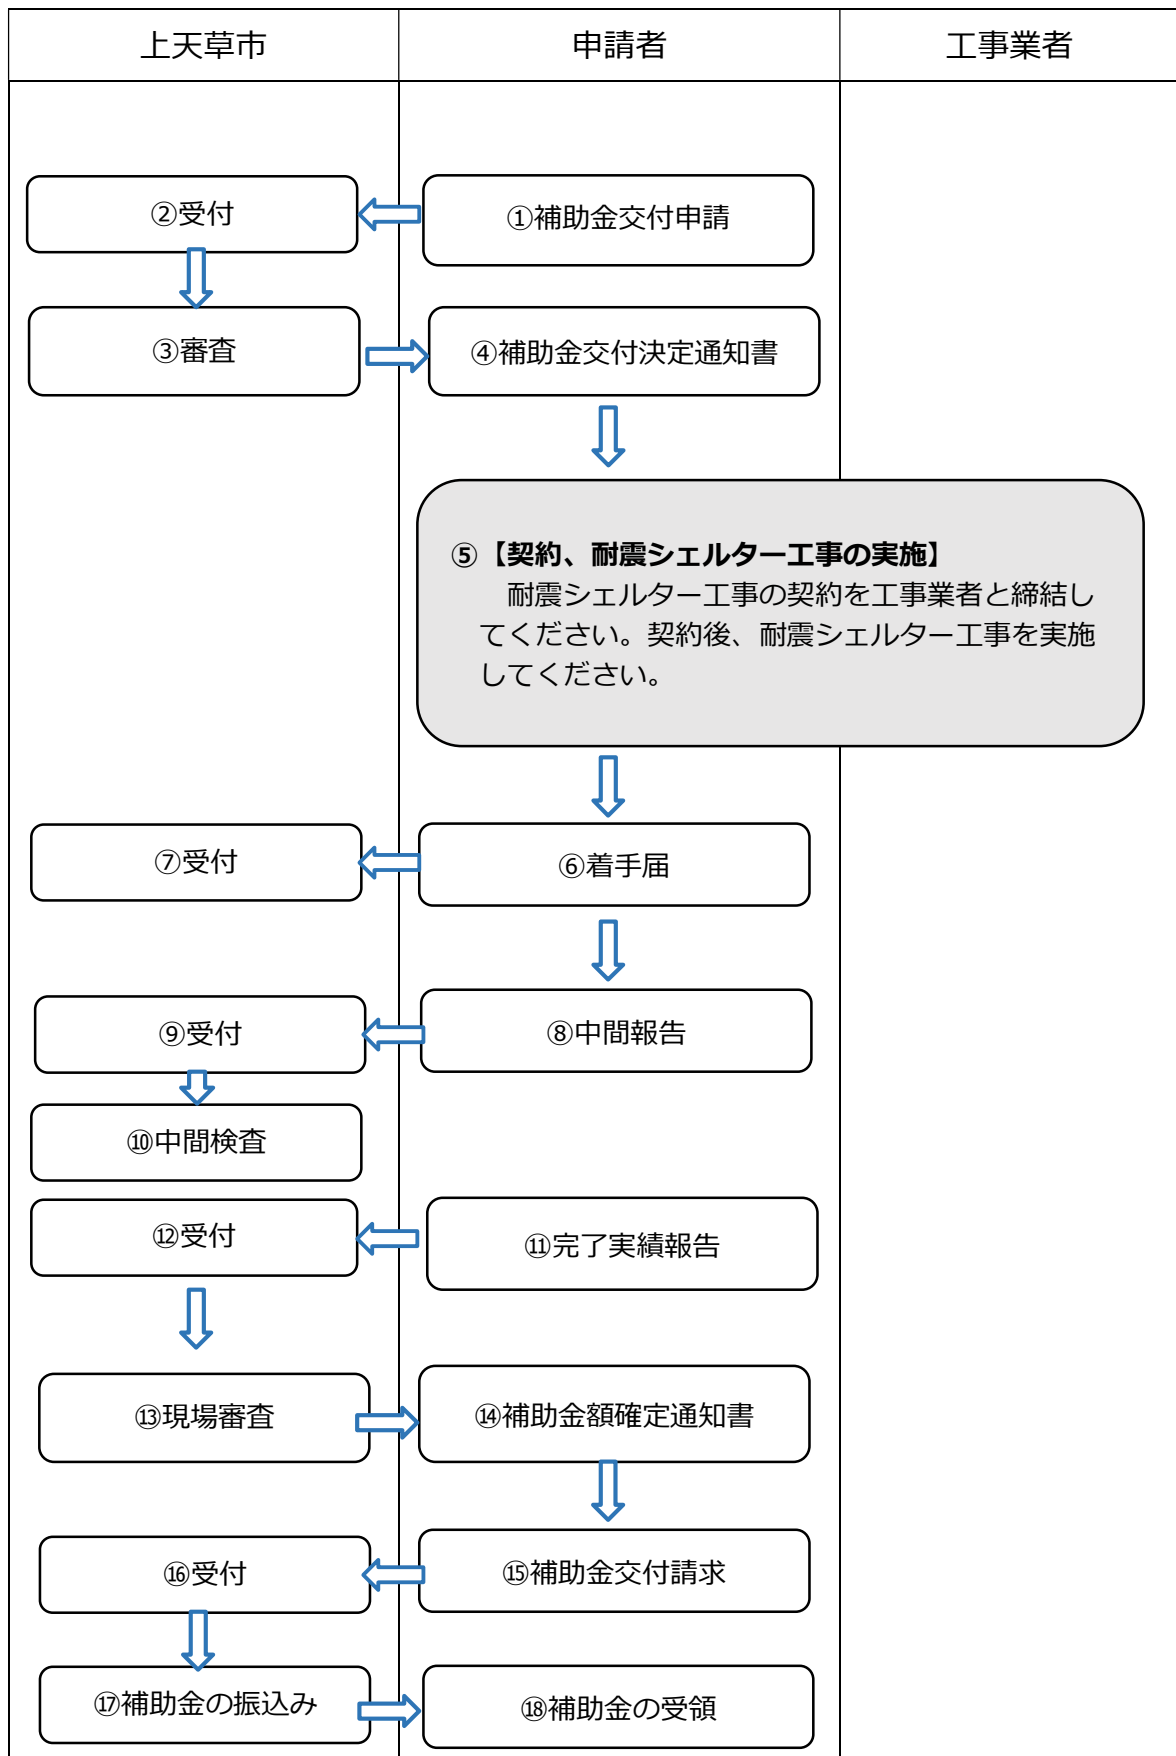 上天草市
申請者
工事業者
②受付
①補助金交付申請
③審査
④補助金交付決定通知書
⑤【契約、耐震シェルター工事の実施】
耐震シェルター工事の契約を工事業者と締結し
てください。契約後、耐震シェルター工事を実施
してください。
⑦受付
⑥着手届
⑨受付
⑧中間報告
⑩中間検査
⑫受付
⑪完了実績報告
⑬現場審査
⑭補助金額確定通知書
⑯受付
⑮補助金交付請求
⑰補助金の振込み
⑱補助金の受領